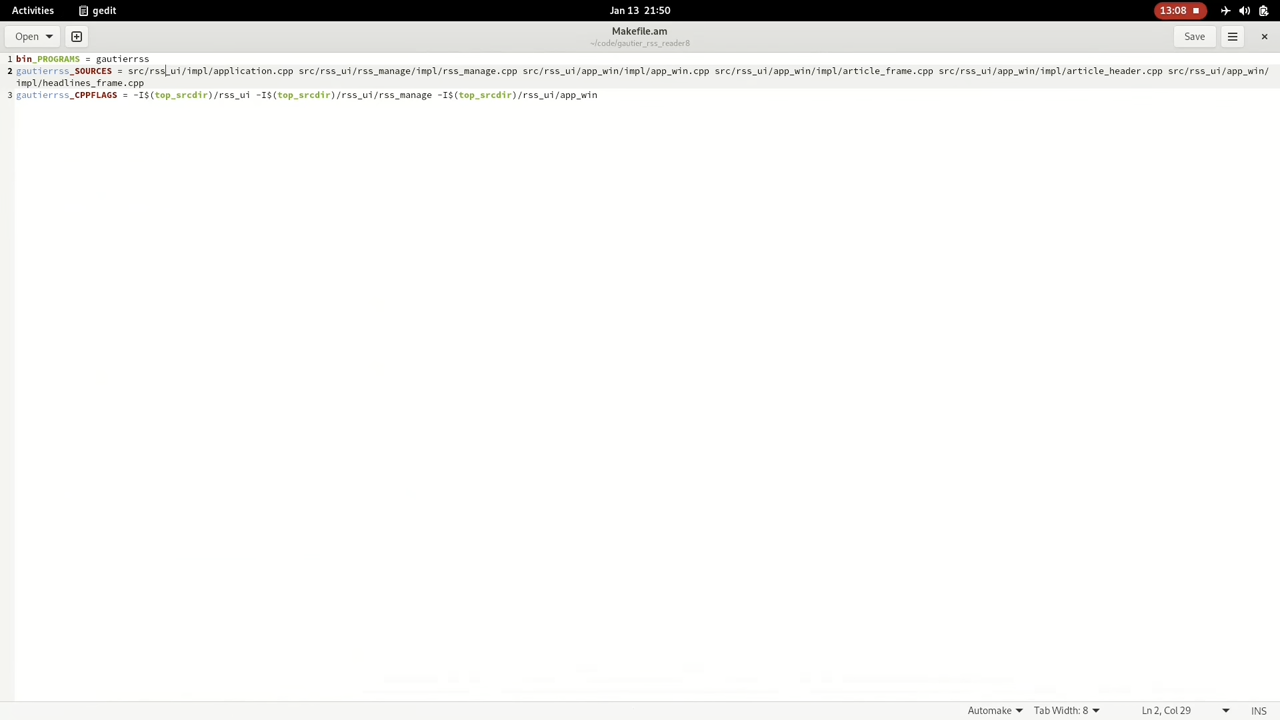 Activities gedit Jan 13 21:50 13:08
Open Makefile.am Save
~/code/gautier_rss_reader8
1 bin_PROGRAMS = gautierrss
2 gautierrss_SOURCES = src/rss_ui/impl/application.cpp src/rss_ui/rss_manage/impl/rss_manage.cpp src/rss_ui/app_win/impl/app_win.cpp src/rss_ui/app_win/impl/article_frame.cpp src/rss_ui/app_win/impl/article_header.cpp src/rss_ui/app_win/
impl/headlines_frame.cpp
3 gautierrss_CPPFLAGS = -I$(top_srcdir)/rss_ui -I$(top_srcdir)/rss_ui/rss_manage -I$(top_srcdir)/rss_ui/app_win
Automake Tab Width: 8 Ln 2, Col 29 INS